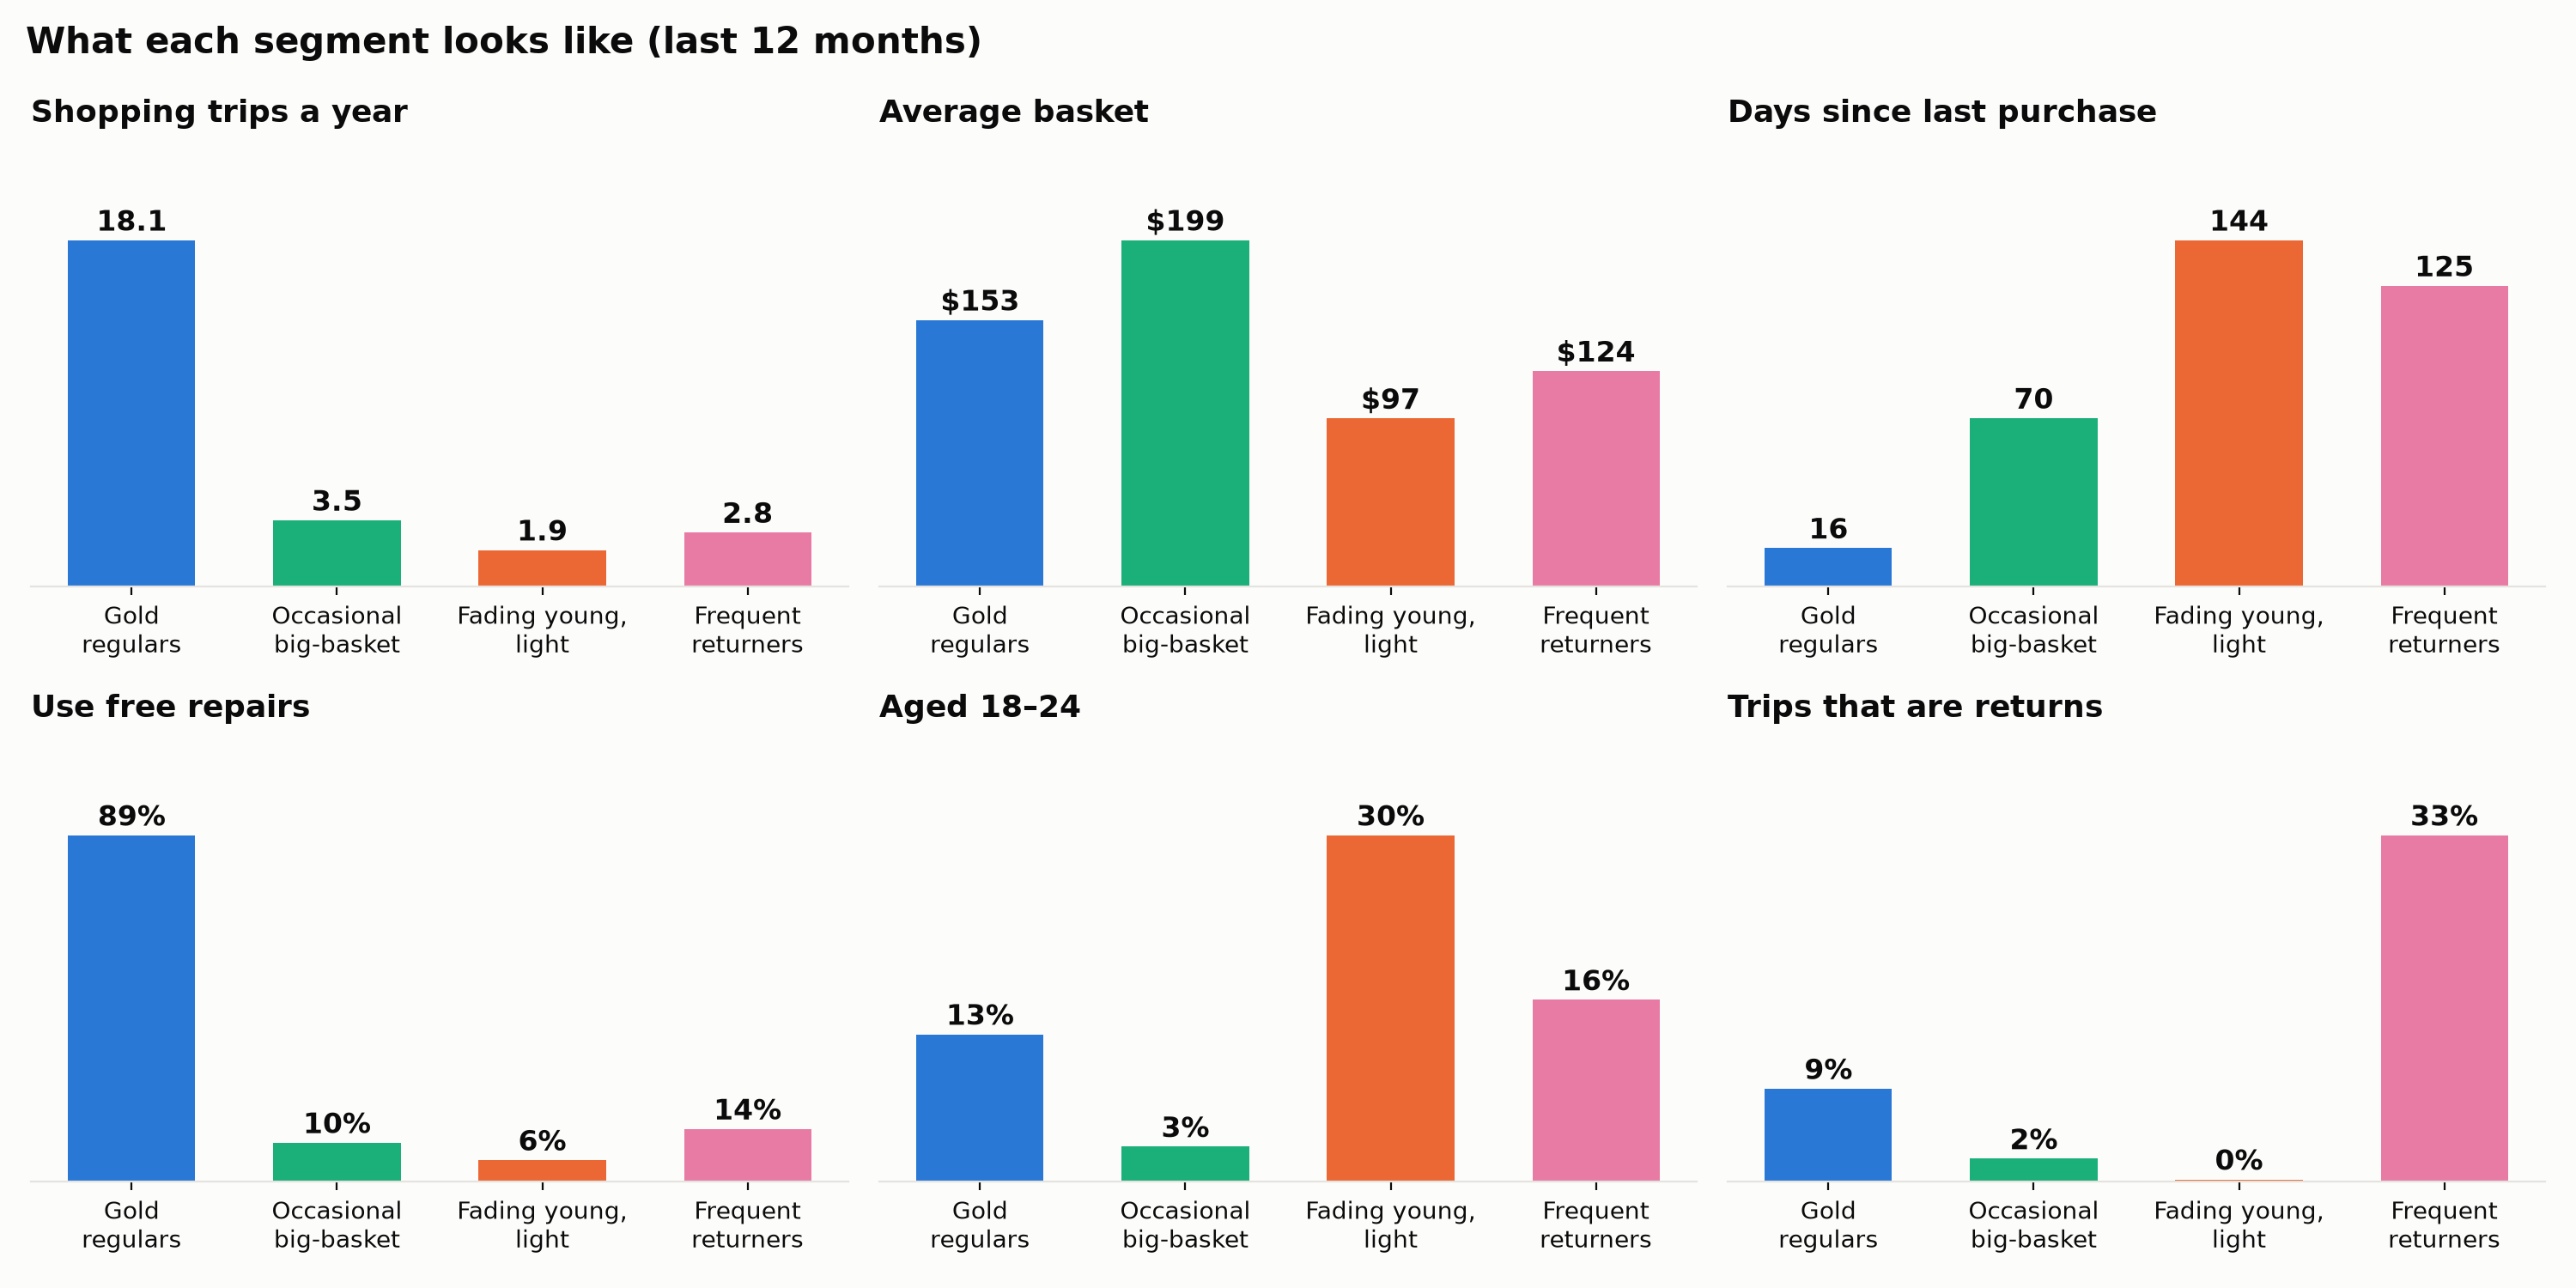 What each segment looks like (last 12 months)
Shopping trips a year
18.1
3.5
1.9
2.8
Gold
regulars
Occasional
big-basket
Fading young,
light
Frequent
returners
Average basket
$153
$199
$97
$124
Gold
regulars
Occasional
big-basket
Fading young,
light
Frequent
returners
Days since last purchase
16
70
144
125
Gold
regulars
Occasional
big-basket
Fading young,
light
Frequent
returners
Use free repairs
89%
10%
6%
14%
Gold
regulars
Occasional
big-basket
Fading young,
light
Frequent
returners
Aged 18–24
13%
3%
30%
16%
Gold
regulars
Occasional
big-basket
Fading young,
light
Frequent
returners
Trips that are returns
9%
2%
0%
33%
Gold
regulars
Occasional
big-basket
Fading young,
light
Frequent
returners